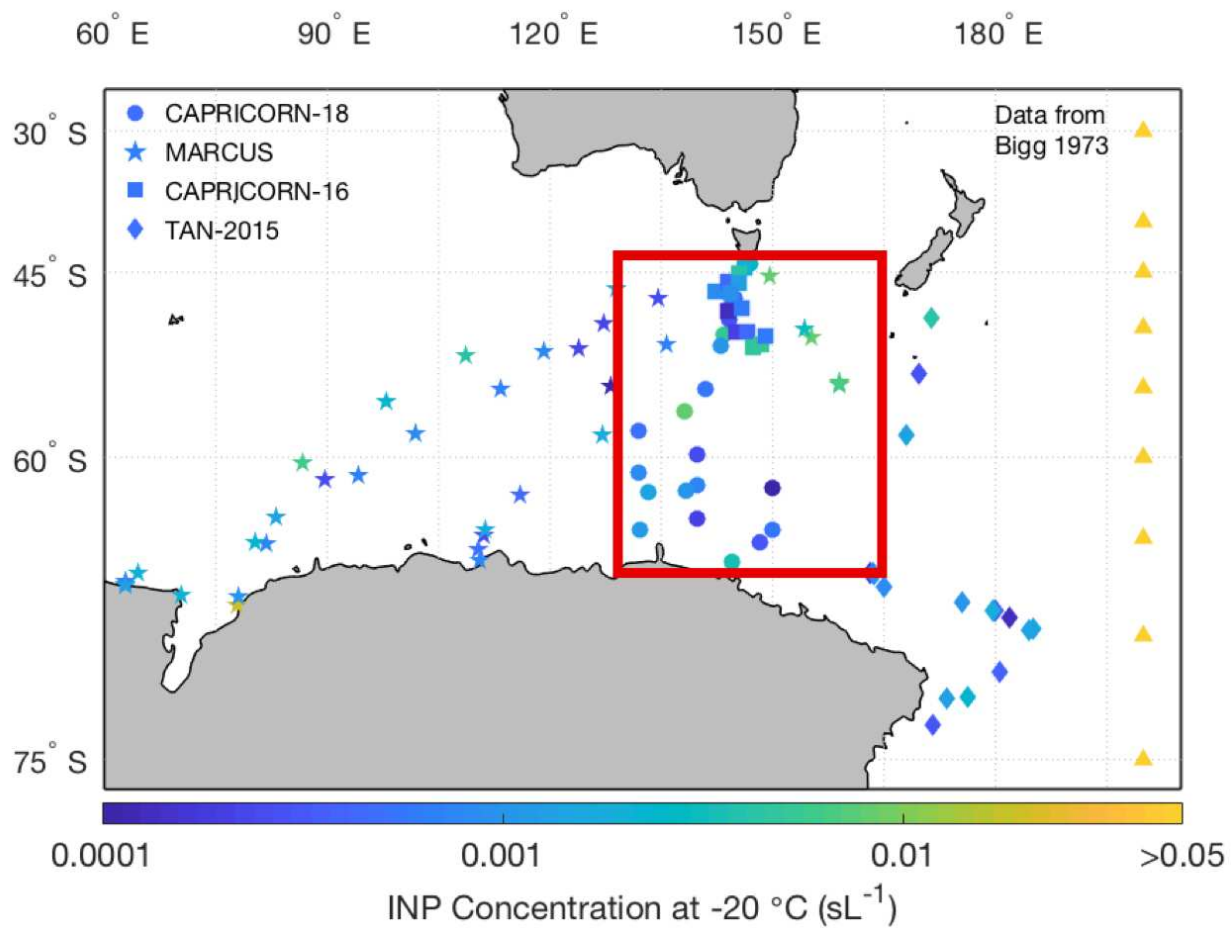 60° E 90° E 120° E 150° E 180° E
30° S
45° S
60° S
75° S
CAPRICORN-18
MARCUS
CAPRICORN-16
TAN-2015
Data from
Bigg 1973
0.0001 0.001 0.01 >0.05
INP Concentration at -20 °C (sL⁻¹)